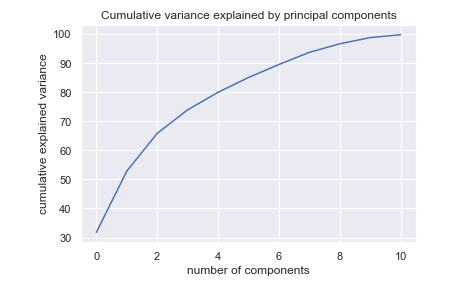 Cumulative variance explained by principal components
cumulative explained variance
100
90
80
70
60
50
40
30
0 2 4 6 8 10
number of components